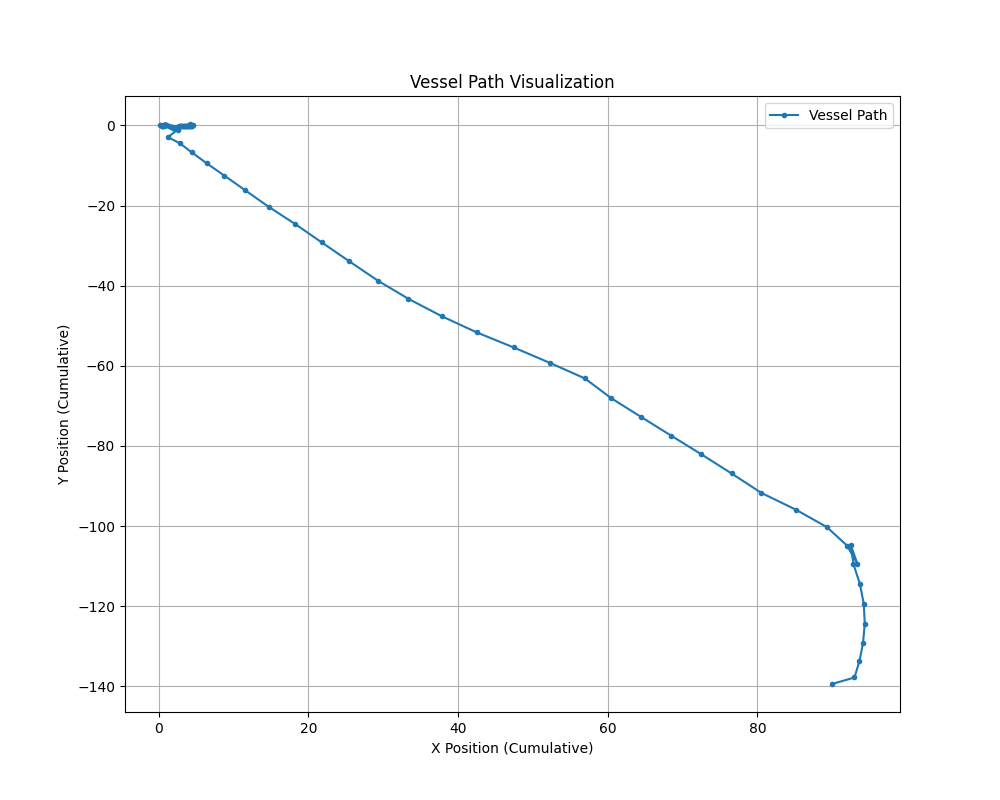 Vessel Path Visualization
Vessel Path
0
−20
−40
−60
−80
−100
−120
−140
Y Position (Cumulative)
0 20 40 60 80
X Position (Cumulative)